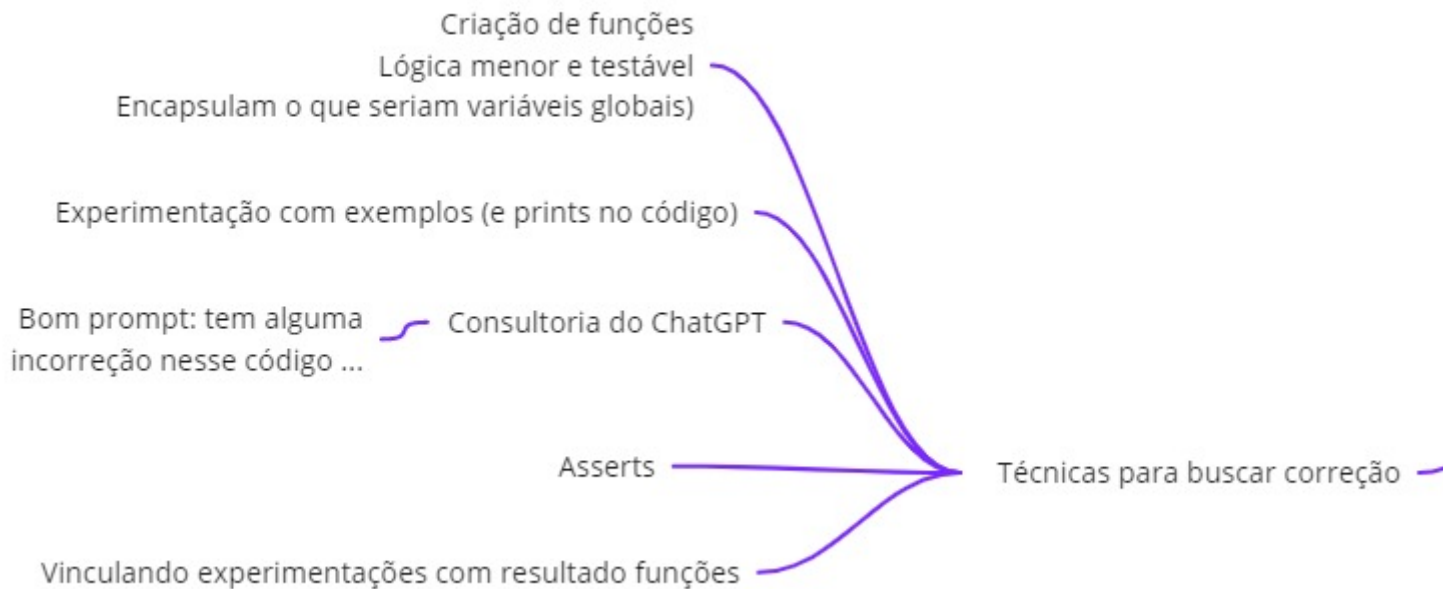 Criação de funções
Lógica menor e testável
Encapsulam o que seriam variáveis globais)
Experimentação com exemplos (e prints no código)
Bom prompt: tem alguma
incorreção nesse código ...
Consultoria do ChatGPT
Asserts
Técnicas para buscar correção
Vinculando experimentações com resultado funções